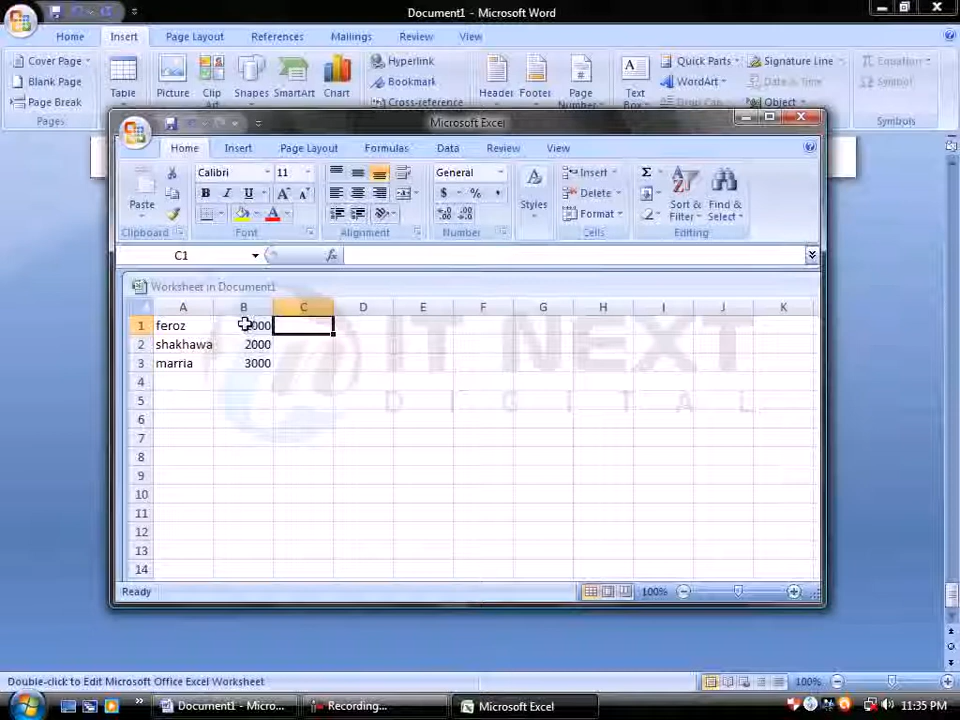 Document1 - Microsoft Word
Home Insert Page Layout References Mailings Review View
Cover Page Hyperlink Quick Parts Signature Line Equation
Blank Page Bookmark WordArt Date & Time Symbol
Page Break Table Picture Clip Art Shapes SmartArt Chart Cross-reference Header Footer Page Number Text Box Drop Cap Object
Pages Symbols
Microsoft Excel
Home Insert Page Layout Formulas Data Review View
Calibri 11 General Insert
Paste B I U A $ % , Styles Delete Sort & Filter Find & Select
Format
Clipboard Font Alignment Number Cells Editing
C1 fx
Worksheet in Document1
A B C D E F G H I J K
1 feroz 000
2 shakhawa 2000
3 marria 3000
4
5
6
7
8
9
10
11
12
13
14
IT NEXT
DIGITAL
Ready 100%
Double-click to Edit Microsoft Office Excel Worksheet 100%
Document1 - Micro... Recording... Microsoft Excel 11:35 PM